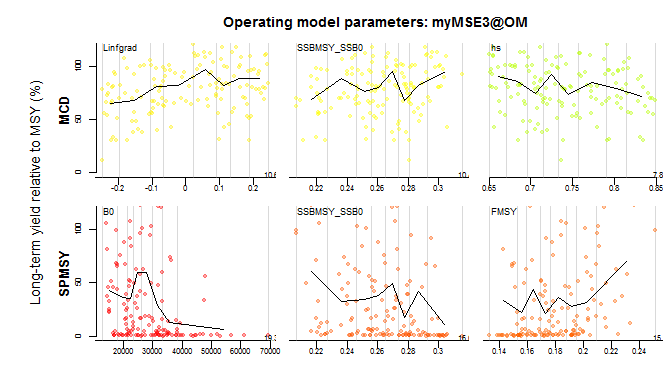 Operating model parameters: myMSE3@OM
Long-term yield relative to MSY (%)
MCD
Linfgrad
SSBMSY_SSB0
hs
100
50
0
-0.2 -0.1 0 0.1 0.2
0.22 0.24 0.26 0.28 0.3
0.65 0.7 0.75 0.8 0.85
10.
7.8
SPMSY
B0
SSBMSY_SSB0
FMSY
100
50
0
20000 30000 40000 50000 60000 70000
0.22 0.24 0.26 0.28 0.3
0.14 0.16 0.18 0.2 0.22 0.24
15.